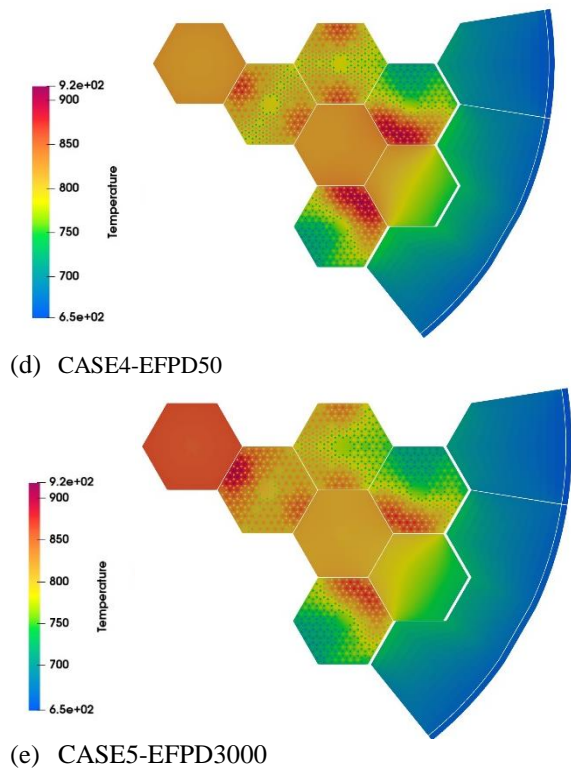 9.2e+02
900
850
800
750
700
6.5e+02
Temperature
(d) CASE4-EFPD50
9.2e+02
900
850
800
750
700
6.5e+02
Temperature
(e) CASE5-EFPD3000